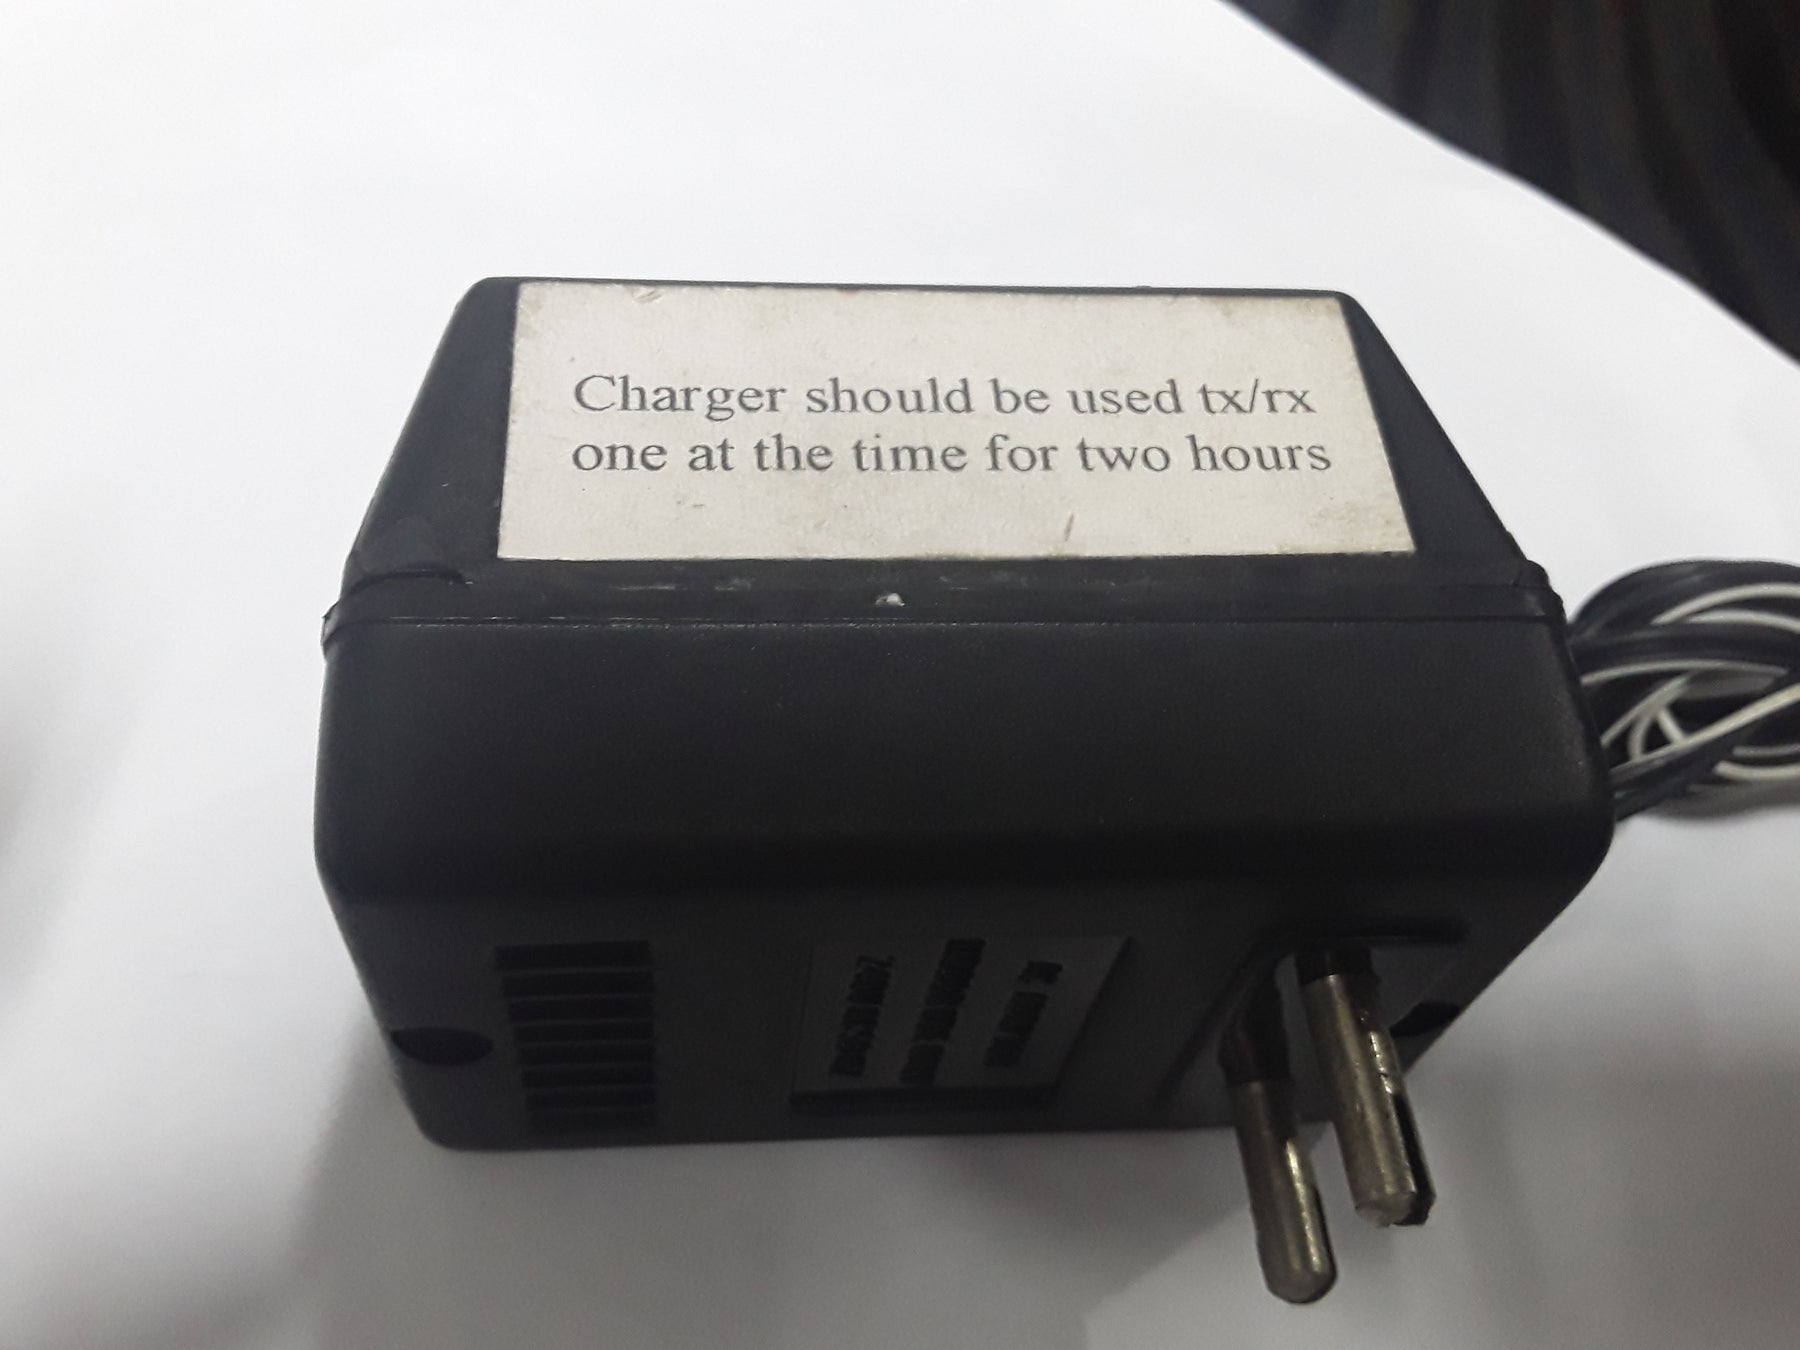 Charger should be used tx/rx
one at the time for two hours